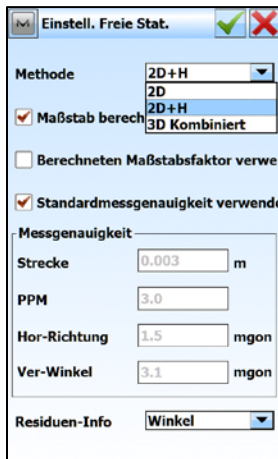 Einstell. Freie Stat.
Methode 2D+H
2D
2D+H
3D Kombiniert
Maßstab berech
Berechneten Maßstabsfaktor verwe
Standardmessgenauigkeit verwende
Messgenauigkeit
Strecke 0.003 m
PPM 3.0
Hor-Richtung 1.5 mgon
Ver-Winkel 3.1 mgon
Residuen-Info Winkel